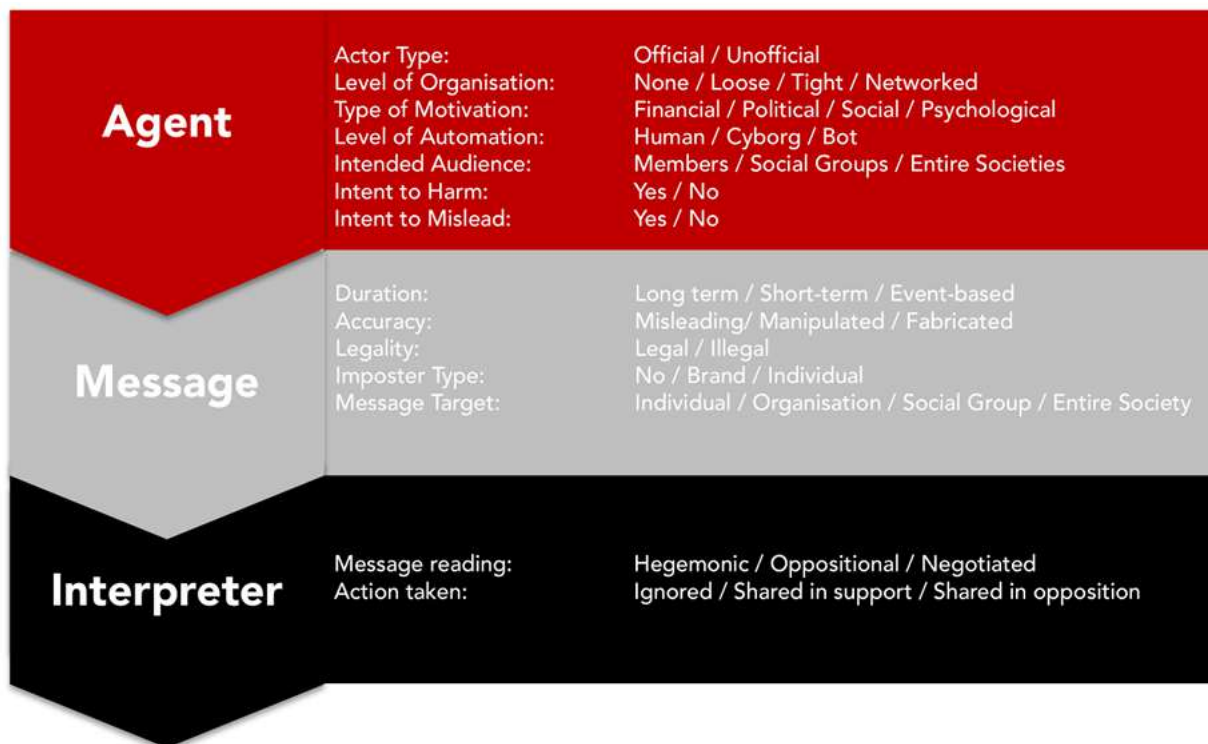 Agent
Actor Type: Official / Unofficial
Level of Organisation: None / Loose / Tight / Networked
Type of Motivation: Financial / Political / Social / Psychological
Level of Automation: Human / Cyborg / Bot
Intended Audience: Members / Social Groups / Entire Societies
Intent to Harm: Yes / No
Intent to Mislead: Yes / No
Message
Duration: Long term / Short-term / Event-based
Accuracy: Misleading/ Manipulated / Fabricated
Legality: Legal / Illegal
Imposter Type: No / Brand / Individual
Message Target: Individual / Organisation / Social Group / Entire Society
Interpreter
Message reading: Hegemonic / Oppositional / Negotiated
Action taken: Ignored / Shared in support / Shared in opposition